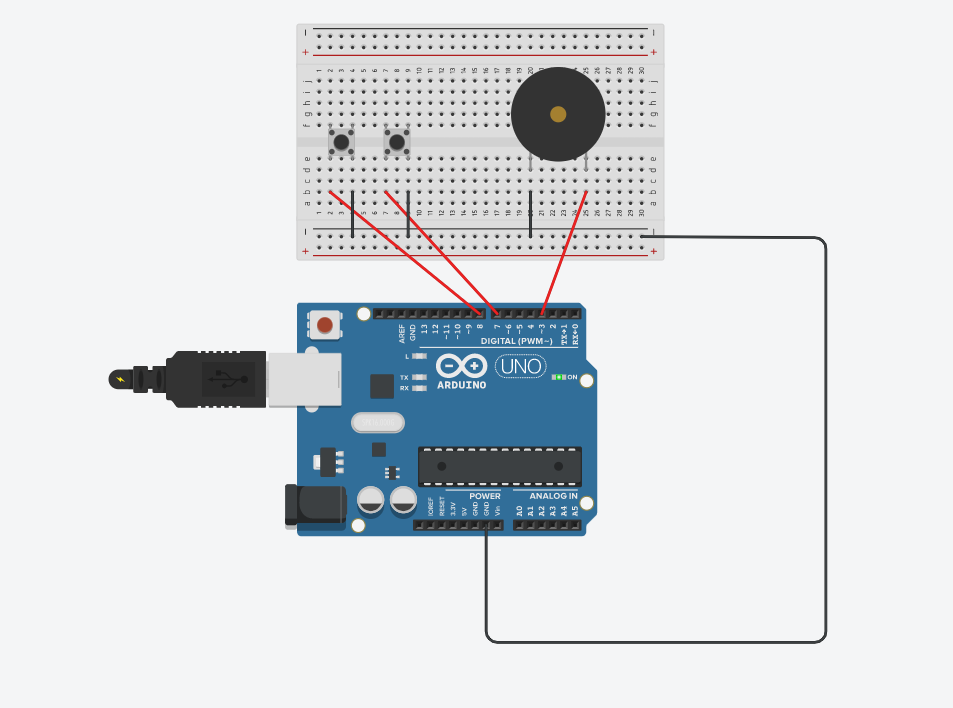 1 2 3 4 5 6 7 8 9 10 11 12 13 14 15 16 17 18 19 20 25 26 27 28 29 30
j j
i i
h h
g g
f f
e e
d d
c c
b b
a a
1 2 3 4 5 6 7 8 9 10 11 12 13 14 15 16 17 18 19 20 21 22 23 24 25 26 27 28 29 30
AREF
GND
13
12
~11
~10
~9
8
7
~6
~5
4
~3
2
TX→1
RX←0
DIGITAL (PWM~)
L
TX
RX
ARDUINO
UNO
ON
POWER
ANALOG IN
IOREF
RESET
3.3V
5V
GND
GND
Vin
A0
A1
A2
A3
A4
A5